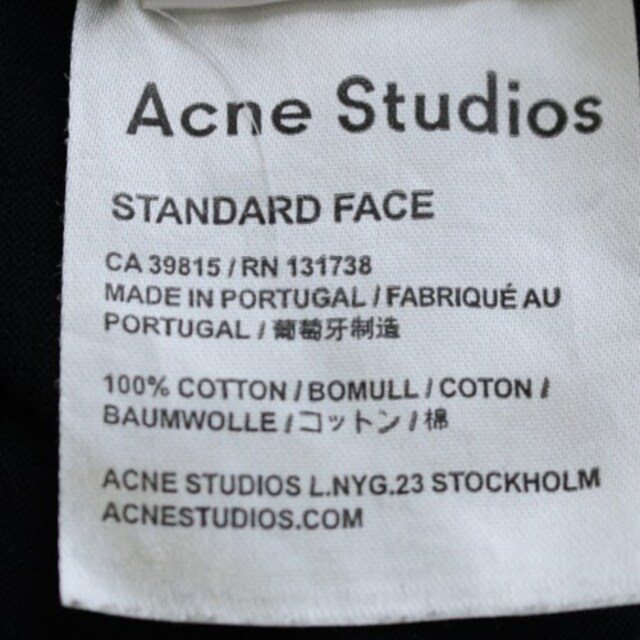 Acne Studios
STANDARD FACE
CA 39815 / RN 131738
MADE IN PORTUGAL / FABRIQUÉ AU
PORTUGAL / 葡萄牙制造
100% COTTON / BOMULL / COTON /
BAUMWOLLE / コットン / 棉
ACNE STUDIOS L.NYG.23 STOCKHOLM
ACNESTUDIOS.COM